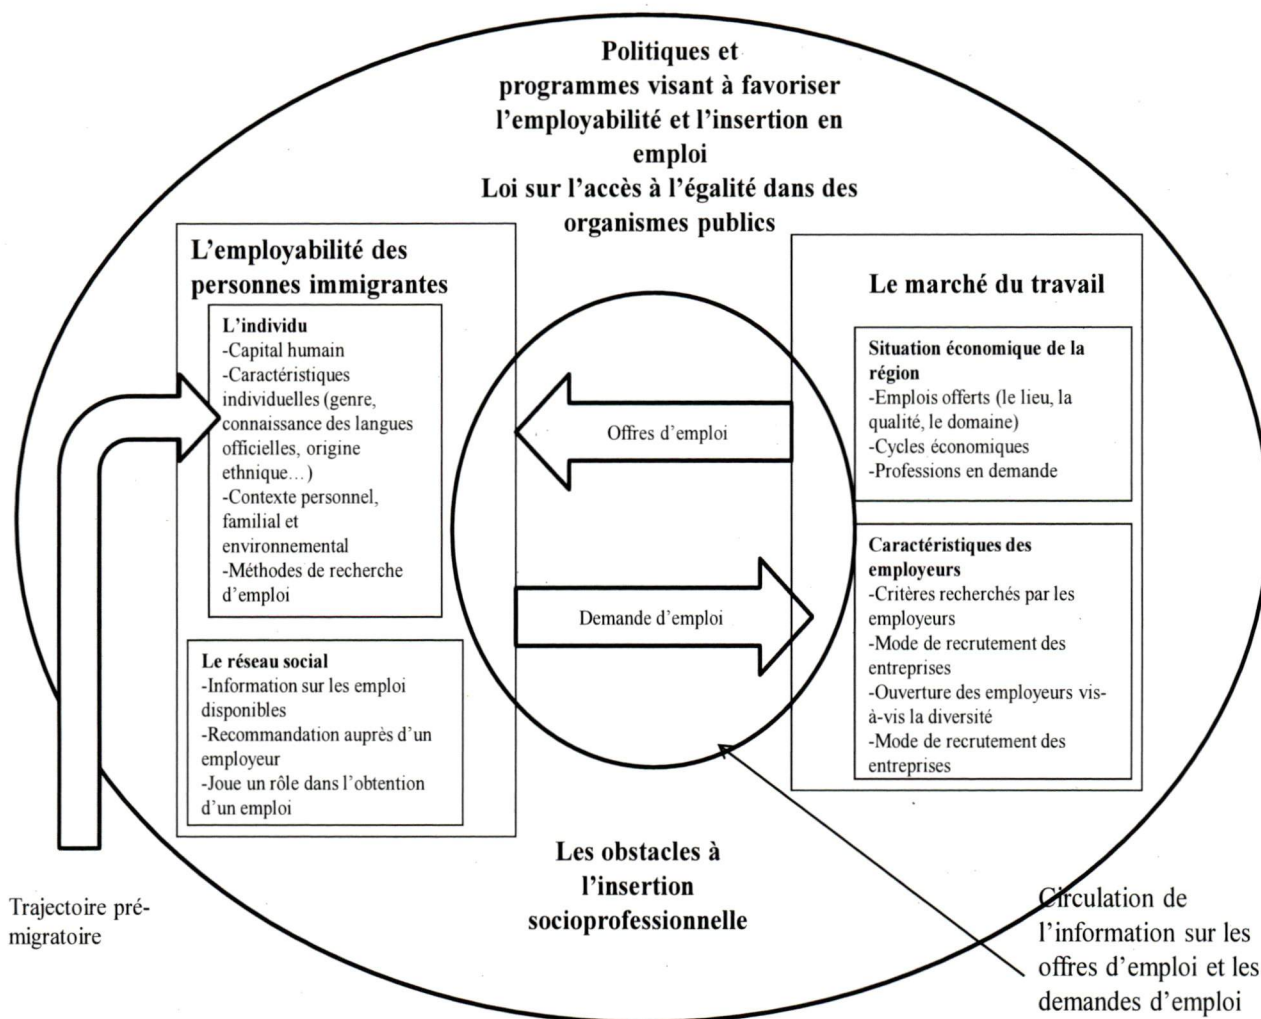 Politiques et
programmes visant à favoriser
l'employabilité et l'insertion en
emploi
Loi sur l'accès à l'égalité dans des
organismes publics
L'employabilité des
personnes immigrantes
L'individu
-Capital humain
-Caractéristiques
individuelles (genre,
connaissance des langues
officielles, origine
ethnique…)
-Contexte personnel,
familial et
environnemental
-Méthodes de recherche
d'emploi
Le réseau social
-Information sur les emploi
disponibles
-Recommandation auprès d'un
employeur
-Joue un rôle dans l'obtention
d'un emploi
Offres d'emploi
Demande d'emploi
Le marché du travail
Situation économique de la
région
-Emplois offerts (le lieu, la
qualité, le domaine)
-Cycles économiques
-Professions en demande
Caractéristiques des
employeurs
-Critères recherchés par les
employeurs
-Mode de recrutement des
entreprises
-Ouverture des employeurs vis-
à-vis la diversité
-Mode de recrutement des
entreprises
Les obstacles à
l'insertion
socioprofessionnelle
Trajectoire pré-
migratoire
Circulation de
l'information sur les
offres d'emploi et les
demandes d'emploi